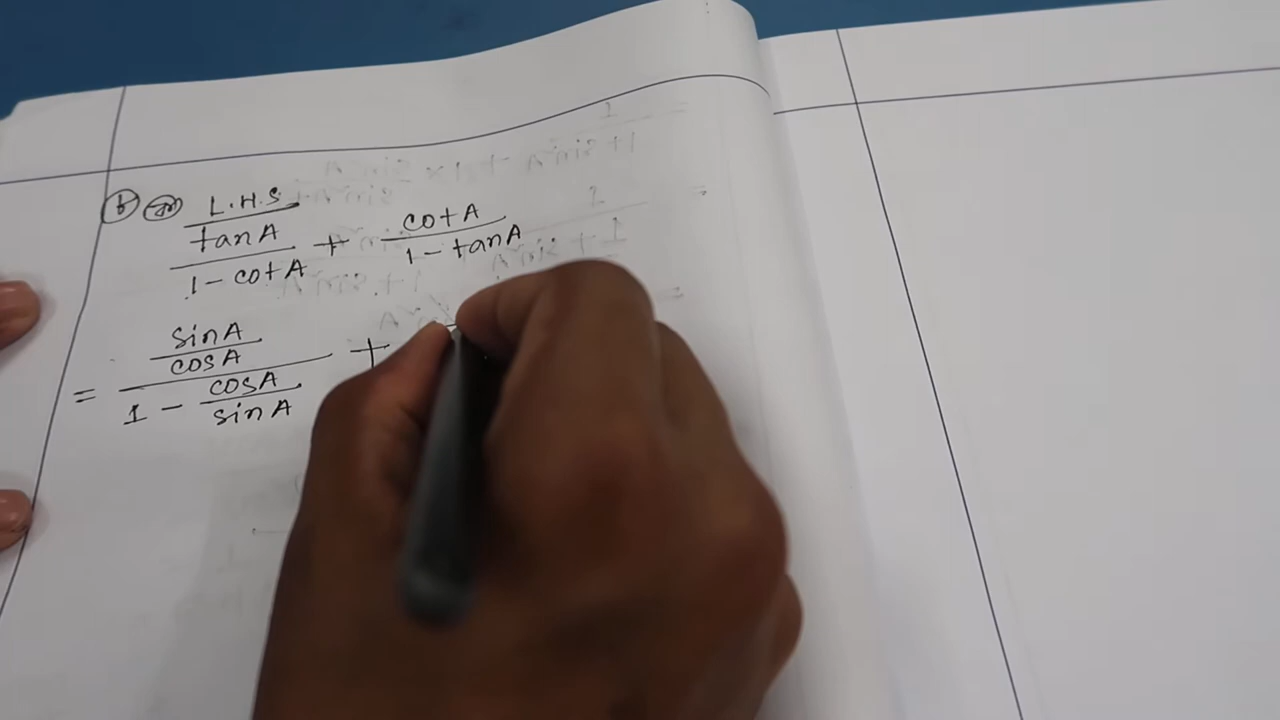 L.H.S
tanA / 1 - cotA + cotA / 1 - tanA
= sinA / cosA / 1 - cosA / sinA +